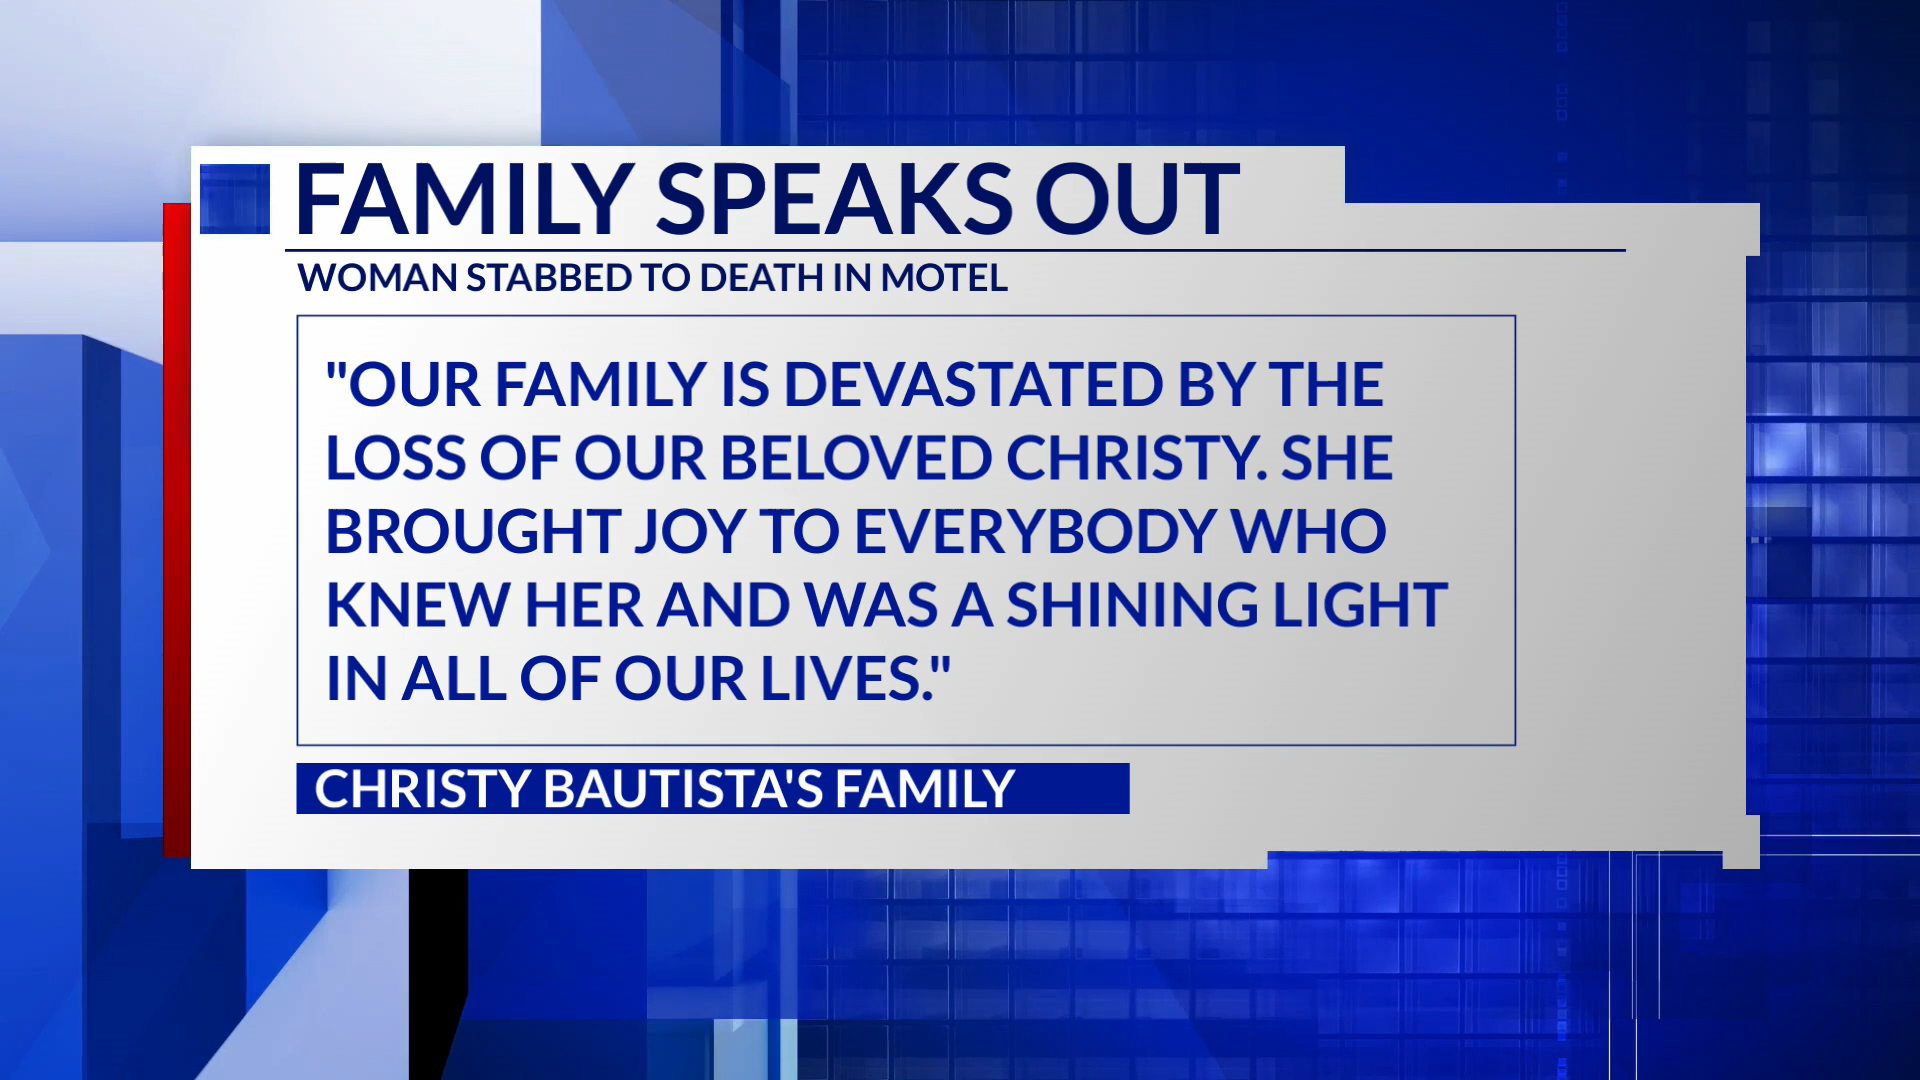 FAMILY SPEAKS OUT
WOMAN STABBED TO DEATH IN MOTEL
"OUR FAMILY IS DEVASTATED BY THE
LOSS OF OUR BELOVED CHRISTY. SHE
BROUGHT JOY TO EVERYBODY WHO
KNEW HER AND WAS A SHINING LIGHT
IN ALL OF OUR LIVES."
CHRISTY BAUTISTA'S FAMILY